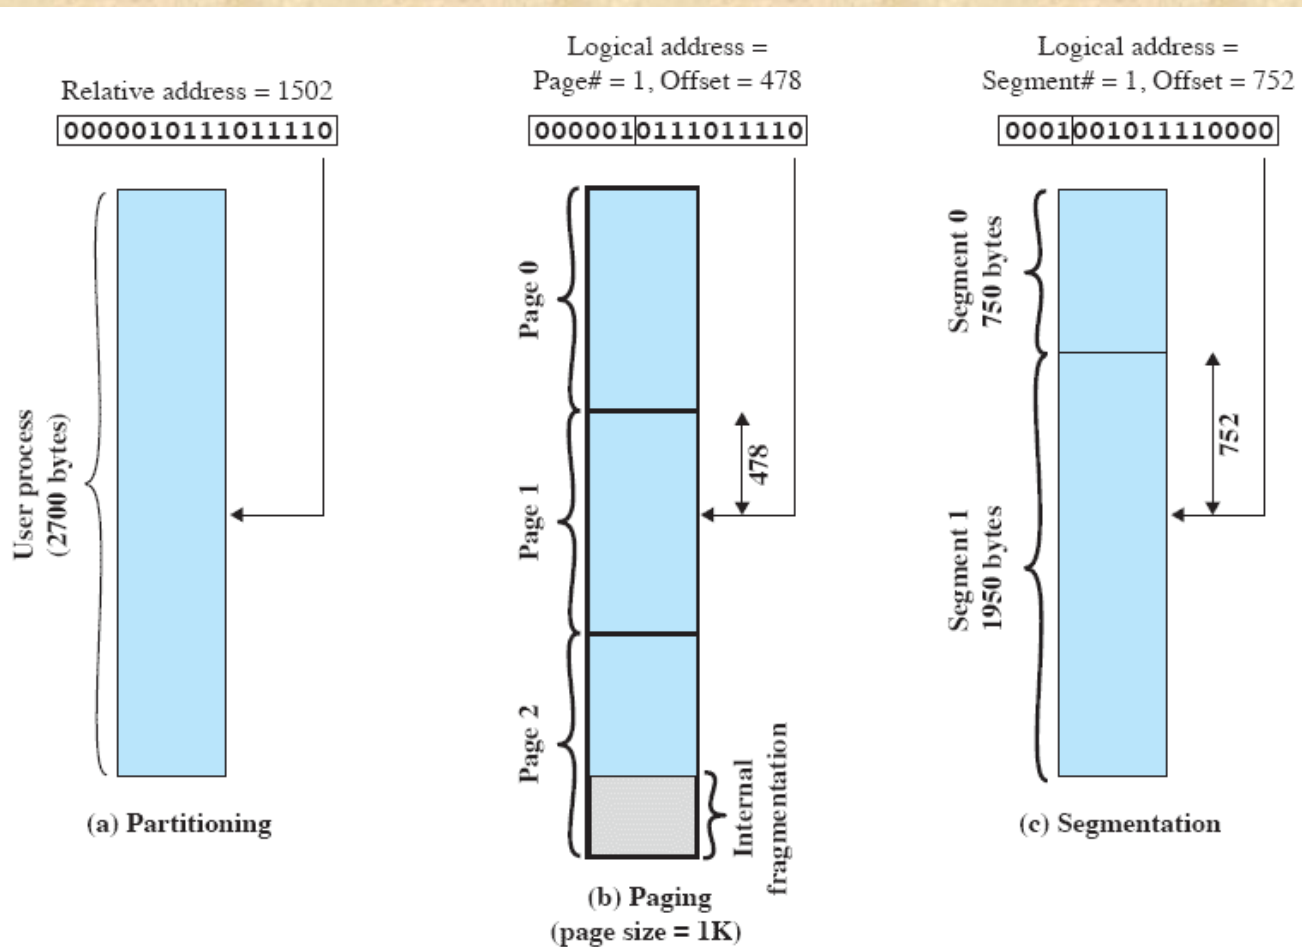 Relative address = 1502
0000010111011110
User process
(2700 bytes)
(a) Partitioning
Logical address =
Page# = 1, Offset = 478
0000010111011110
Page 0
Page 1
Page 2
478
Internal
fragmentation
(b) Paging
(page size = 1K)
Logical address =
Segment# = 1, Offset = 752
0001001011110000
Segment 0
750 bytes
752
Segment 1
1950 bytes
(c) Segmentation